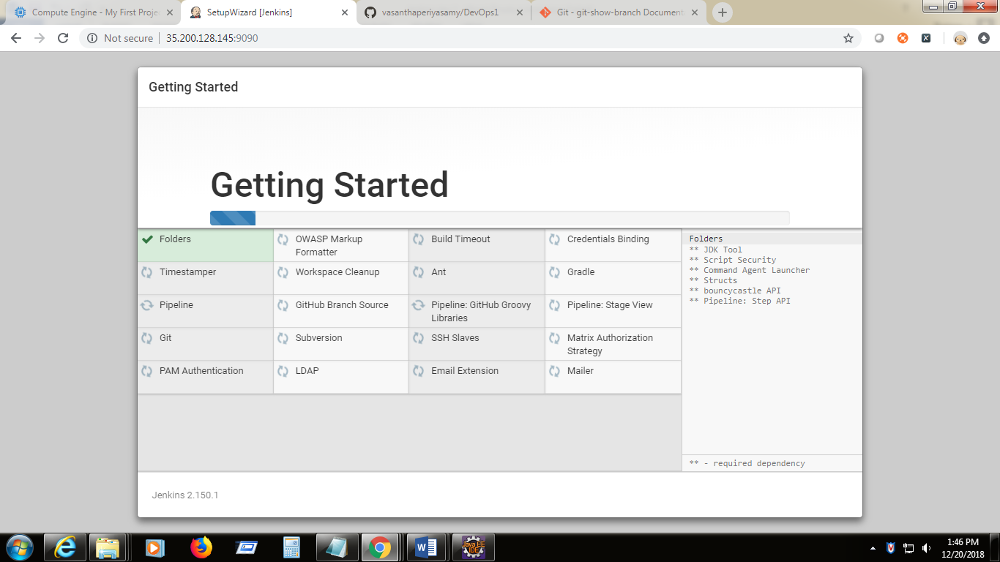 Compute Engine - My First Proje
SetupWizard [Jenkins]
vasanthaperiyasamy/DevOps1
Git - git-show-branch Document
Not secure
35.200.128.145:9090
Getting Started
Getting Started
Folders
OWASP Markup
Formatter
Build Timeout
Credentials Binding
Timestamper
Workspace Cleanup
Ant
Gradle
Pipeline
GitHub Branch Source
Pipeline: GitHub Groovy
Libraries
Pipeline: Stage View
Git
Subversion
SSH Slaves
Matrix Authorization
Strategy
PAM Authentication
LDAP
Email Extension
Mailer
Folders
** JDK Tool
** Script Security
** Command Agent Launcher
** Structs
** bouncycastle API
** Pipeline: Step API
** - required dependency
Jenkins 2.150.1
Java EE
IDE
1:46 PM
12/20/2018